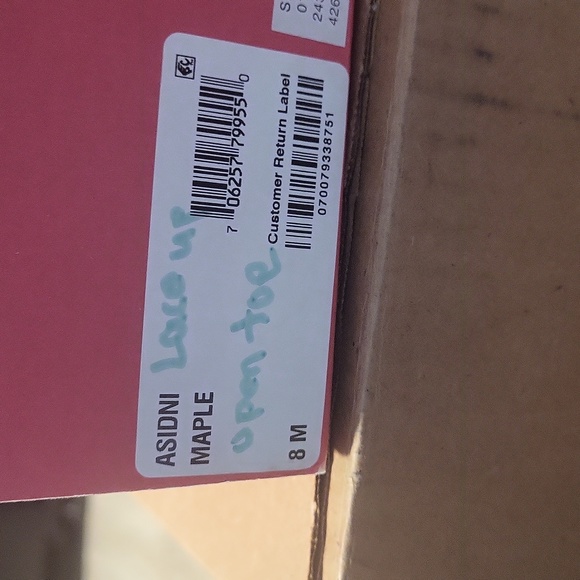 ASIDNI Lace up
MAPLE
open toe
8 M
7 06257 79955 0
Customer Return Label
070079338751